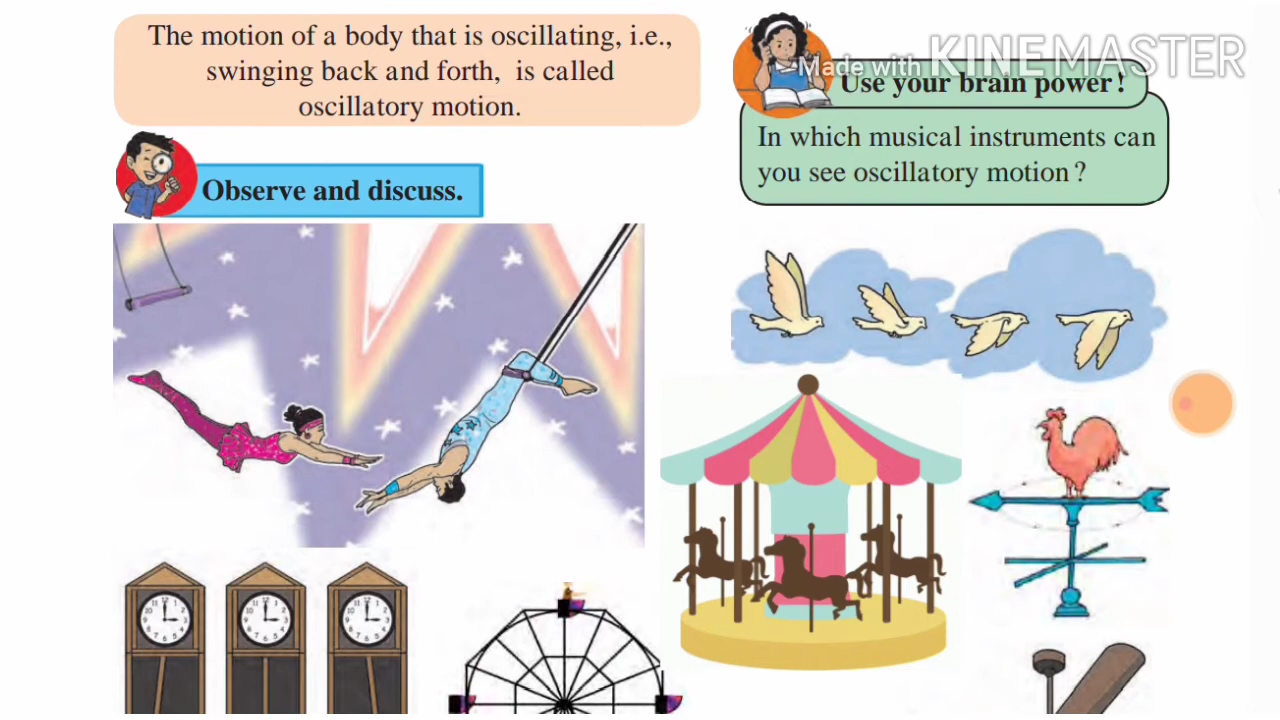 The motion of a body that is oscillating, i.e.,
swinging back and forth, is called
oscillatory motion.
Observe and discuss.
Made with KINEMASTER
Use your brain power!
In which musical instruments can
you see oscillatory motion?